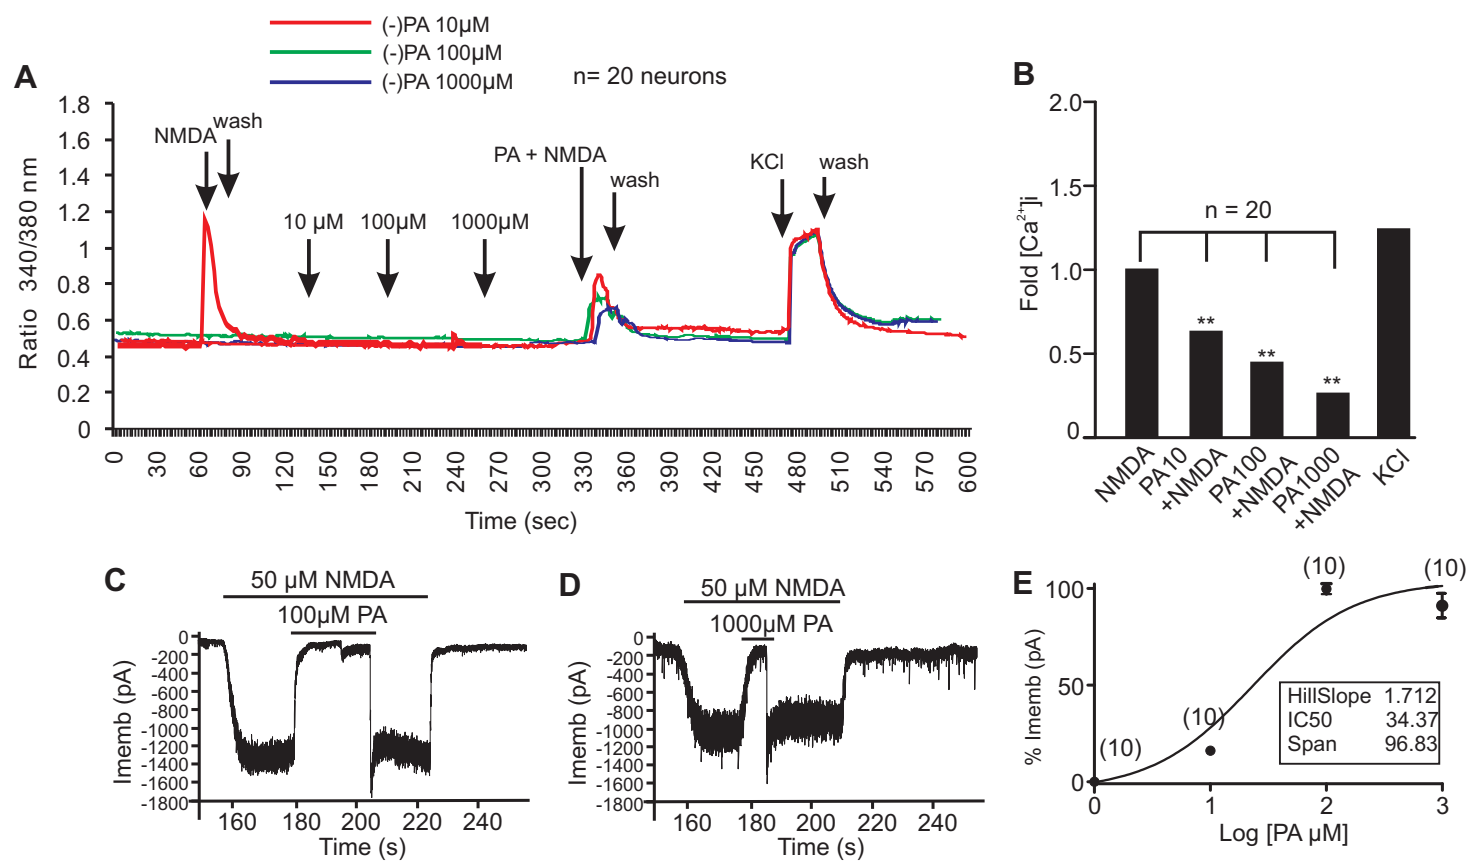 (-)PA 10µM
(-)PA 100µM
(-)PA 1000µM
n= 20 neurons
A
Ratio 340/380 nm
1.8
1.6
1.4
1.2
1
0.8
0.6
0.4
0.2
0
NMDA
wash
10 µM
100µM
1000µM
PA + NMDA
wash
KCl
wash
0 30 60 90 120 150 180 210 240 270 300 330 360 390 420 450 480 510 540 570 600
Time (sec)
B
Fold [Ca²⁺]i
2.0
1.5
1.0
0.5
0
n = 20
**
**
**
NMDA
PA10
+NMDA
PA100
+NMDA
PA1000
+NMDA
KCl
C
50 µM NMDA
100µM PA
Imemb (pA)
0
-200
-400
-600
-800
-1000
-1200
-1400
-1600
-1800
160 180 200 220 240
Time (s)
D
50 µM NMDA
1000µM PA
Imemb (pA)
0
-200
-400
-600
-800
-1000
-1200
-1400
-1600
-1800
160 180 200 220 240
Time (s)
E
% Imemb (pA)
100
50
0
(10)
(10)
(10)
(10)
HillSlope 1.712
IC50 34.37
Span 96.83
0 1 2 3
Log [PA µM]